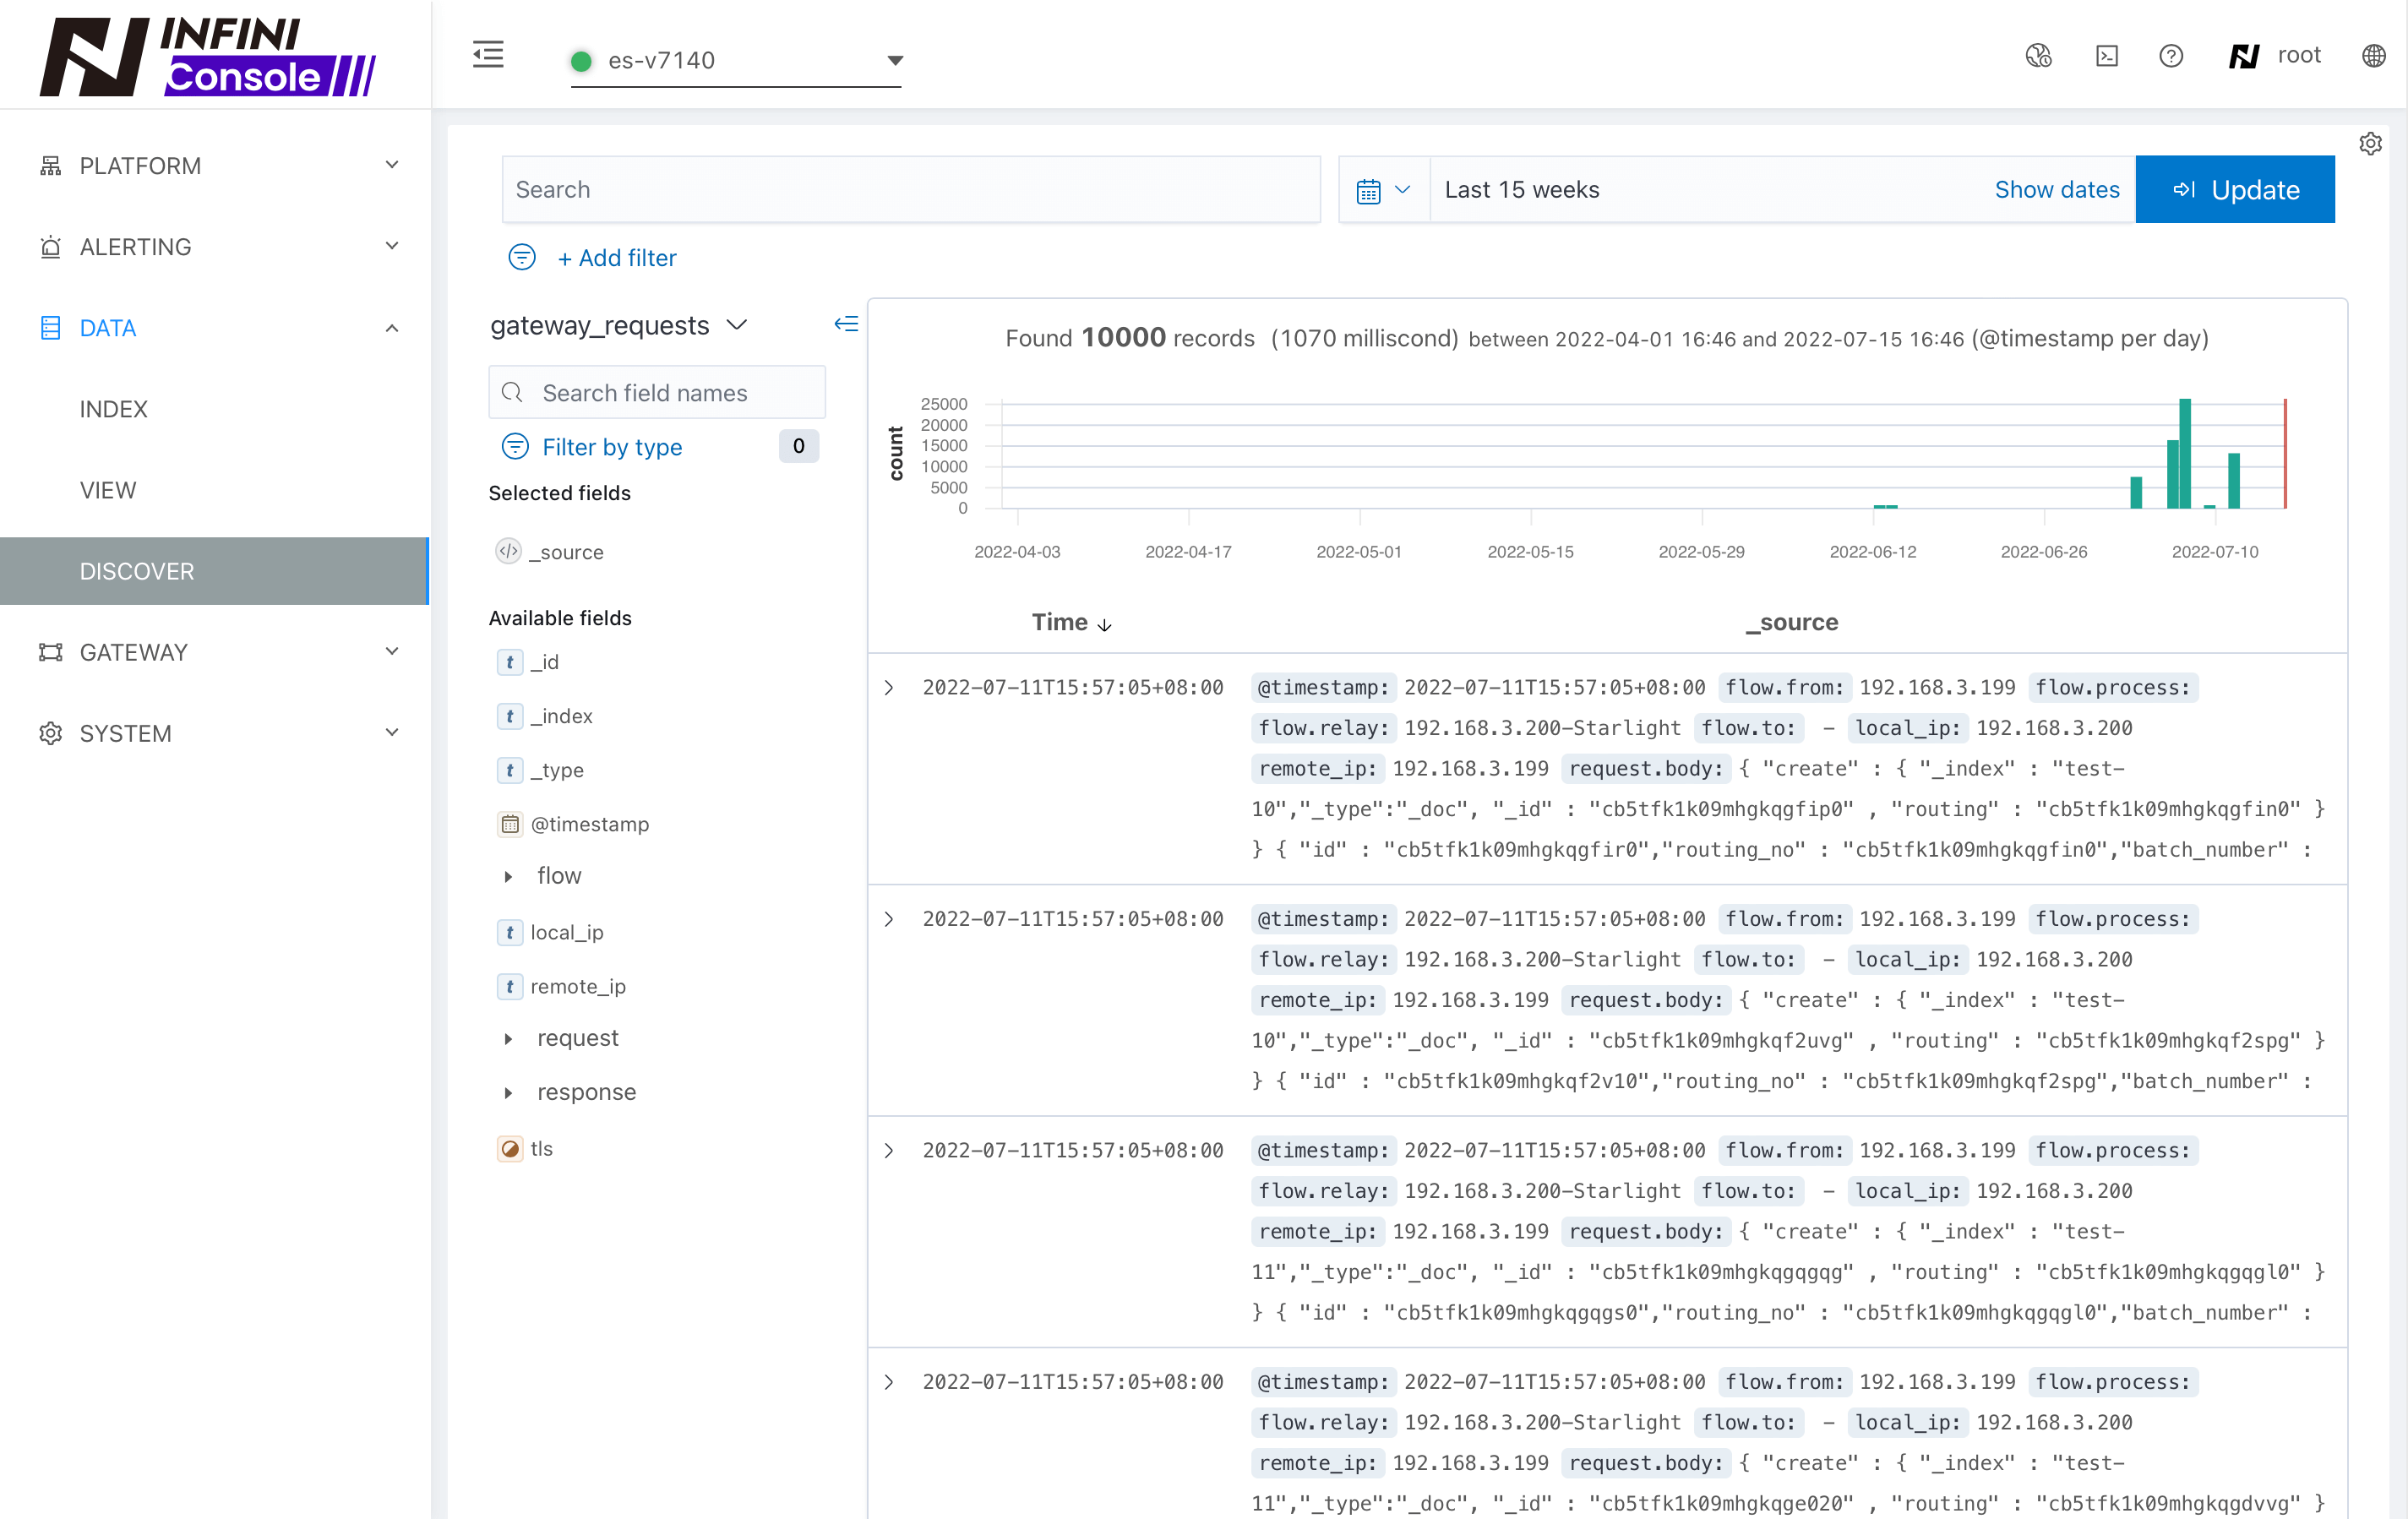 INFINI
Console
es-v7140
root
PLATFORM
ALERTING
DATA
INDEX
VIEW
DISCOVER
GATEWAY
SYSTEM
Search
Last 15 weeks
Show dates
Update
+ Add filter
gateway_requests
Search field names
Filter by type
0
Selected fields
_source
Available fields
_id
_index
_type
@timestamp
flow
local_ip
remote_ip
request
response
tls
Found 10000 records (1070 milliscond) between 2022-04-01 16:46 and 2022-07-15 16:46 (@timestamp per day)
count
25000
20000
15000
10000
5000
0
2022-04-03 2022-04-17 2022-05-01 2022-05-15 2022-05-29 2022-06-12 2022-06-26 2022-07-10
Time _source
2022-07-11T15:57:05+08:00 @timestamp: 2022-07-11T15:57:05+08:00 flow.from: 192.168.3.199 flow.process:
flow.relay: 192.168.3.200-Starlight flow.to: - local_ip: 192.168.3.200
remote_ip: 192.168.3.199 request.body: { "create" : { "_index" : "test-
10","_type":"_doc", "_id" : "cb5tfk1k09mhgkqgfip0" , "routing" : "cb5tfk1k09mhgkqgfin0" }
} { "id" : "cb5tfk1k09mhgkqgfir0","routing_no" : "cb5tfk1k09mhgkqgfin0","batch_number" :
2022-07-11T15:57:05+08:00 @timestamp: 2022-07-11T15:57:05+08:00 flow.from: 192.168.3.199 flow.process:
flow.relay: 192.168.3.200-Starlight flow.to: - local_ip: 192.168.3.200
remote_ip: 192.168.3.199 request.body: { "create" : { "_index" : "test-
10","_type":"_doc", "_id" : "cb5tfk1k09mhgkqf2uvg" , "routing" : "cb5tfk1k09mhgkqf2spg" }
} { "id" : "cb5tfk1k09mhgkqf2v10","routing_no" : "cb5tfk1k09mhgkqf2spg","batch_number" :
2022-07-11T15:57:05+08:00 @timestamp: 2022-07-11T15:57:05+08:00 flow.from: 192.168.3.199 flow.process:
flow.relay: 192.168.3.200-Starlight flow.to: - local_ip: 192.168.3.200
remote_ip: 192.168.3.199 request.body: { "create" : { "_index" : "test-
11","_type":"_doc", "_id" : "cb5tfk1k09mhgkqgqgqg" , "routing" : "cb5tfk1k09mhgkqgqgl0" }
} { "id" : "cb5tfk1k09mhgkqgqgs0","routing_no" : "cb5tfk1k09mhgkqgqgl0","batch_number" :
2022-07-11T15:57:05+08:00 @timestamp: 2022-07-11T15:57:05+08:00 flow.from: 192.168.3.199 flow.process:
flow.relay: 192.168.3.200-Starlight flow.to: - local_ip: 192.168.3.200
remote_ip: 192.168.3.199 request.body: { "create" : { "_index" : "test-
11","_type":"_doc", "_id" : "cb5tfk1k09mhgkqge020" , "routing" : "cb5tfk1k09mhgkqgdvvg" }